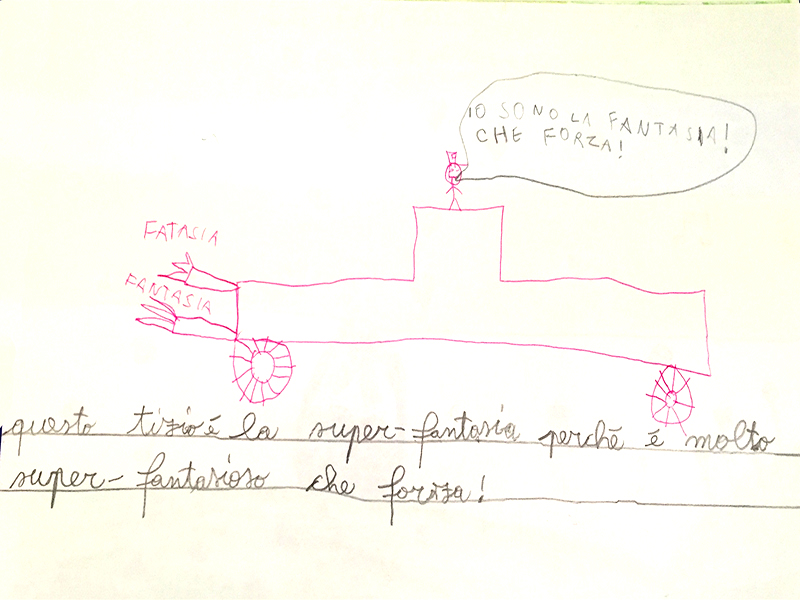 IO SONO LA FANTASIA!
CHE FORZA!
FATASIA
FANTASIA
questo tizio é la super-fantasia perché é molto
super-fantasioso che forza!